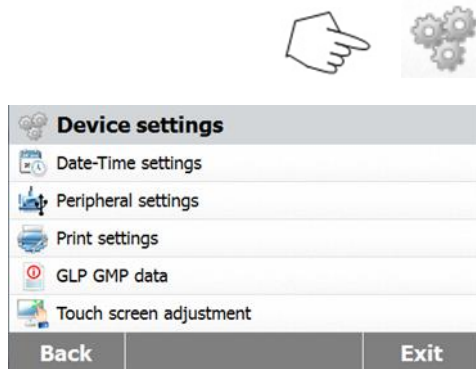 Device settings
Date-Time settings
Peripheral settings
Print settings
GLP GMP data
Touch screen adjustment
Back Exit